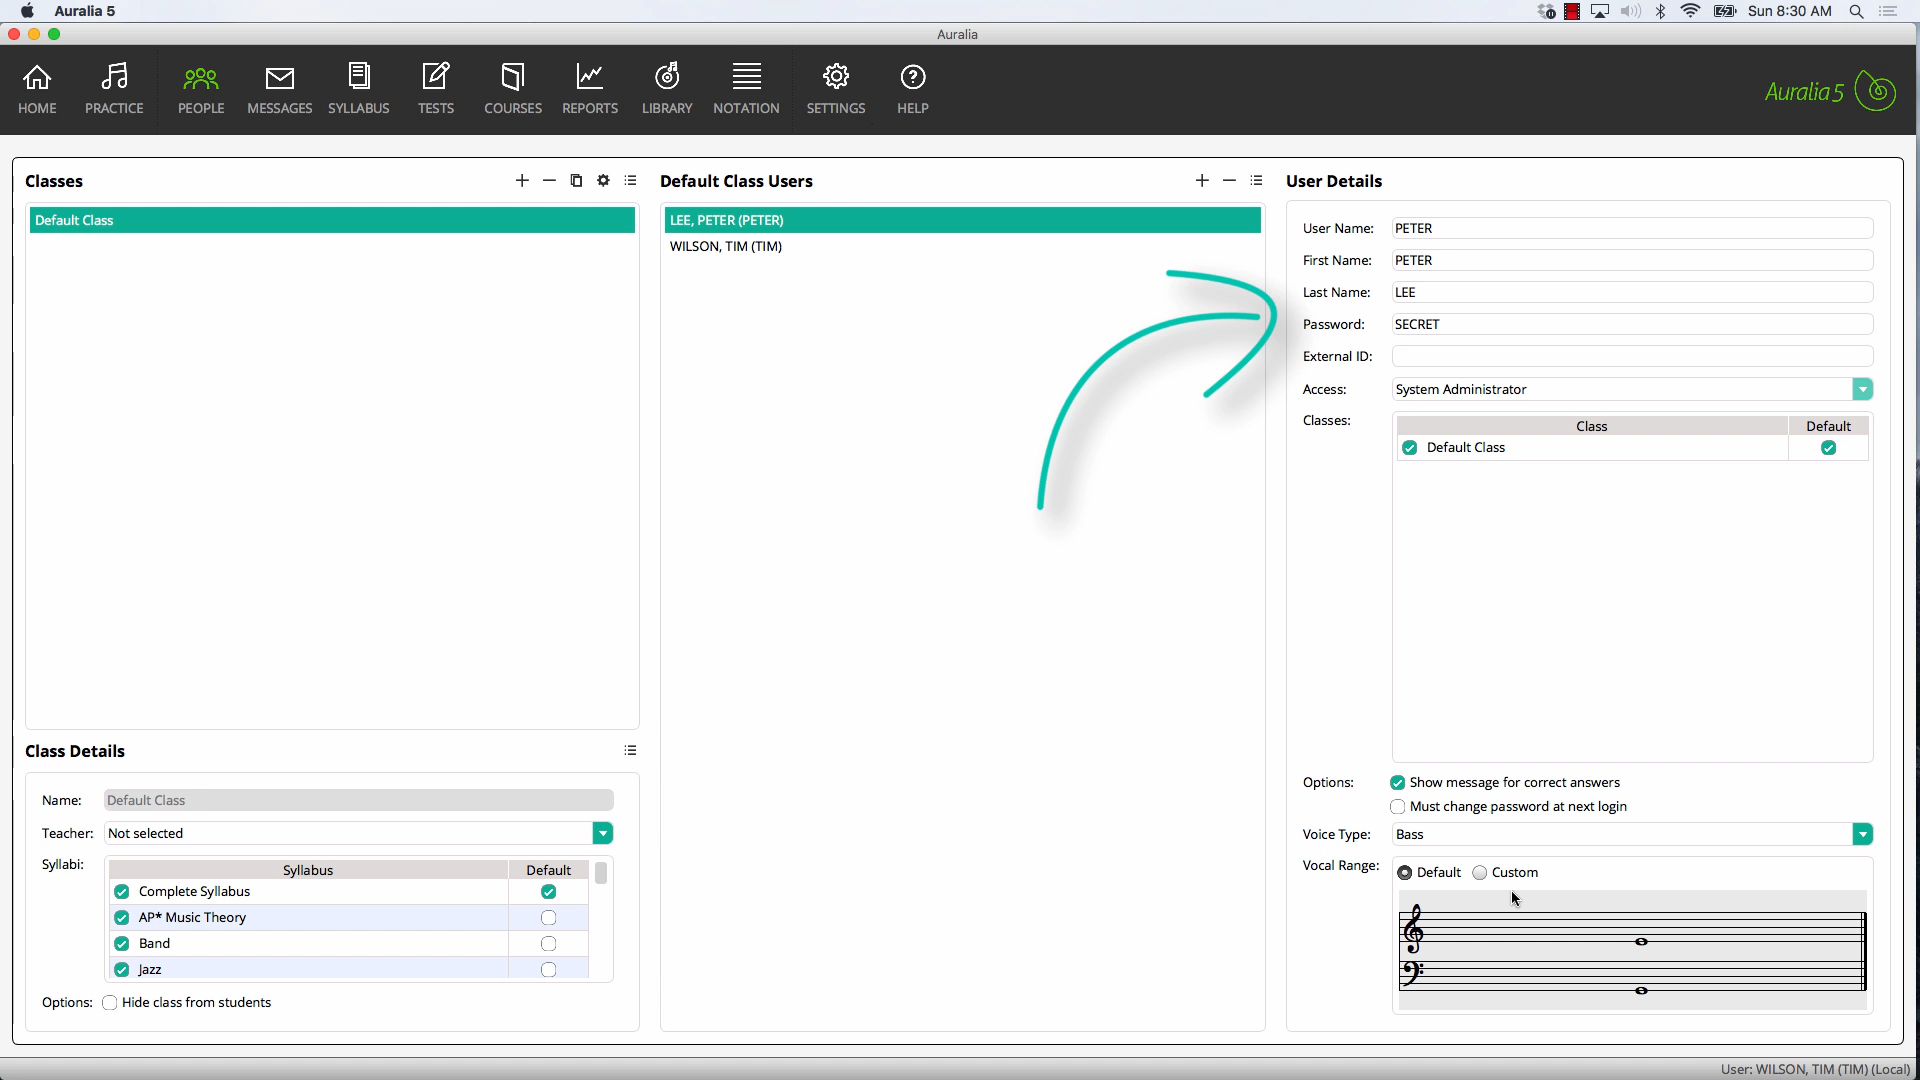 Auralia 5
Sun 8:30 AM
Auralia
HOME
PRACTICE
PEOPLE
MESSAGES
SYLLABUS
TESTS
COURSES
REPORTS
LIBRARY
NOTATION
SETTINGS
HELP
Auralia 5
Classes
Default Class
Default Class Users
LEE, PETER (PETER)
WILSON, TIM (TIM)
User Details
User Name: PETER
First Name: PETER
Last Name: LEE
Password: SECRET
External ID:
Access: System Administrator
Classes:
Class Default
Default Class
Options: Show message for correct answers
Must change password at next login
Voice Type: Bass
Vocal Range: Default Custom
Class Details
Name: Default Class
Teacher: Not selected
Syllabi:
Syllabus Default
Complete Syllabus
AP* Music Theory
Band
Jazz
Options: Hide class from students
User: WILSON, TIM (TIM) (Local)